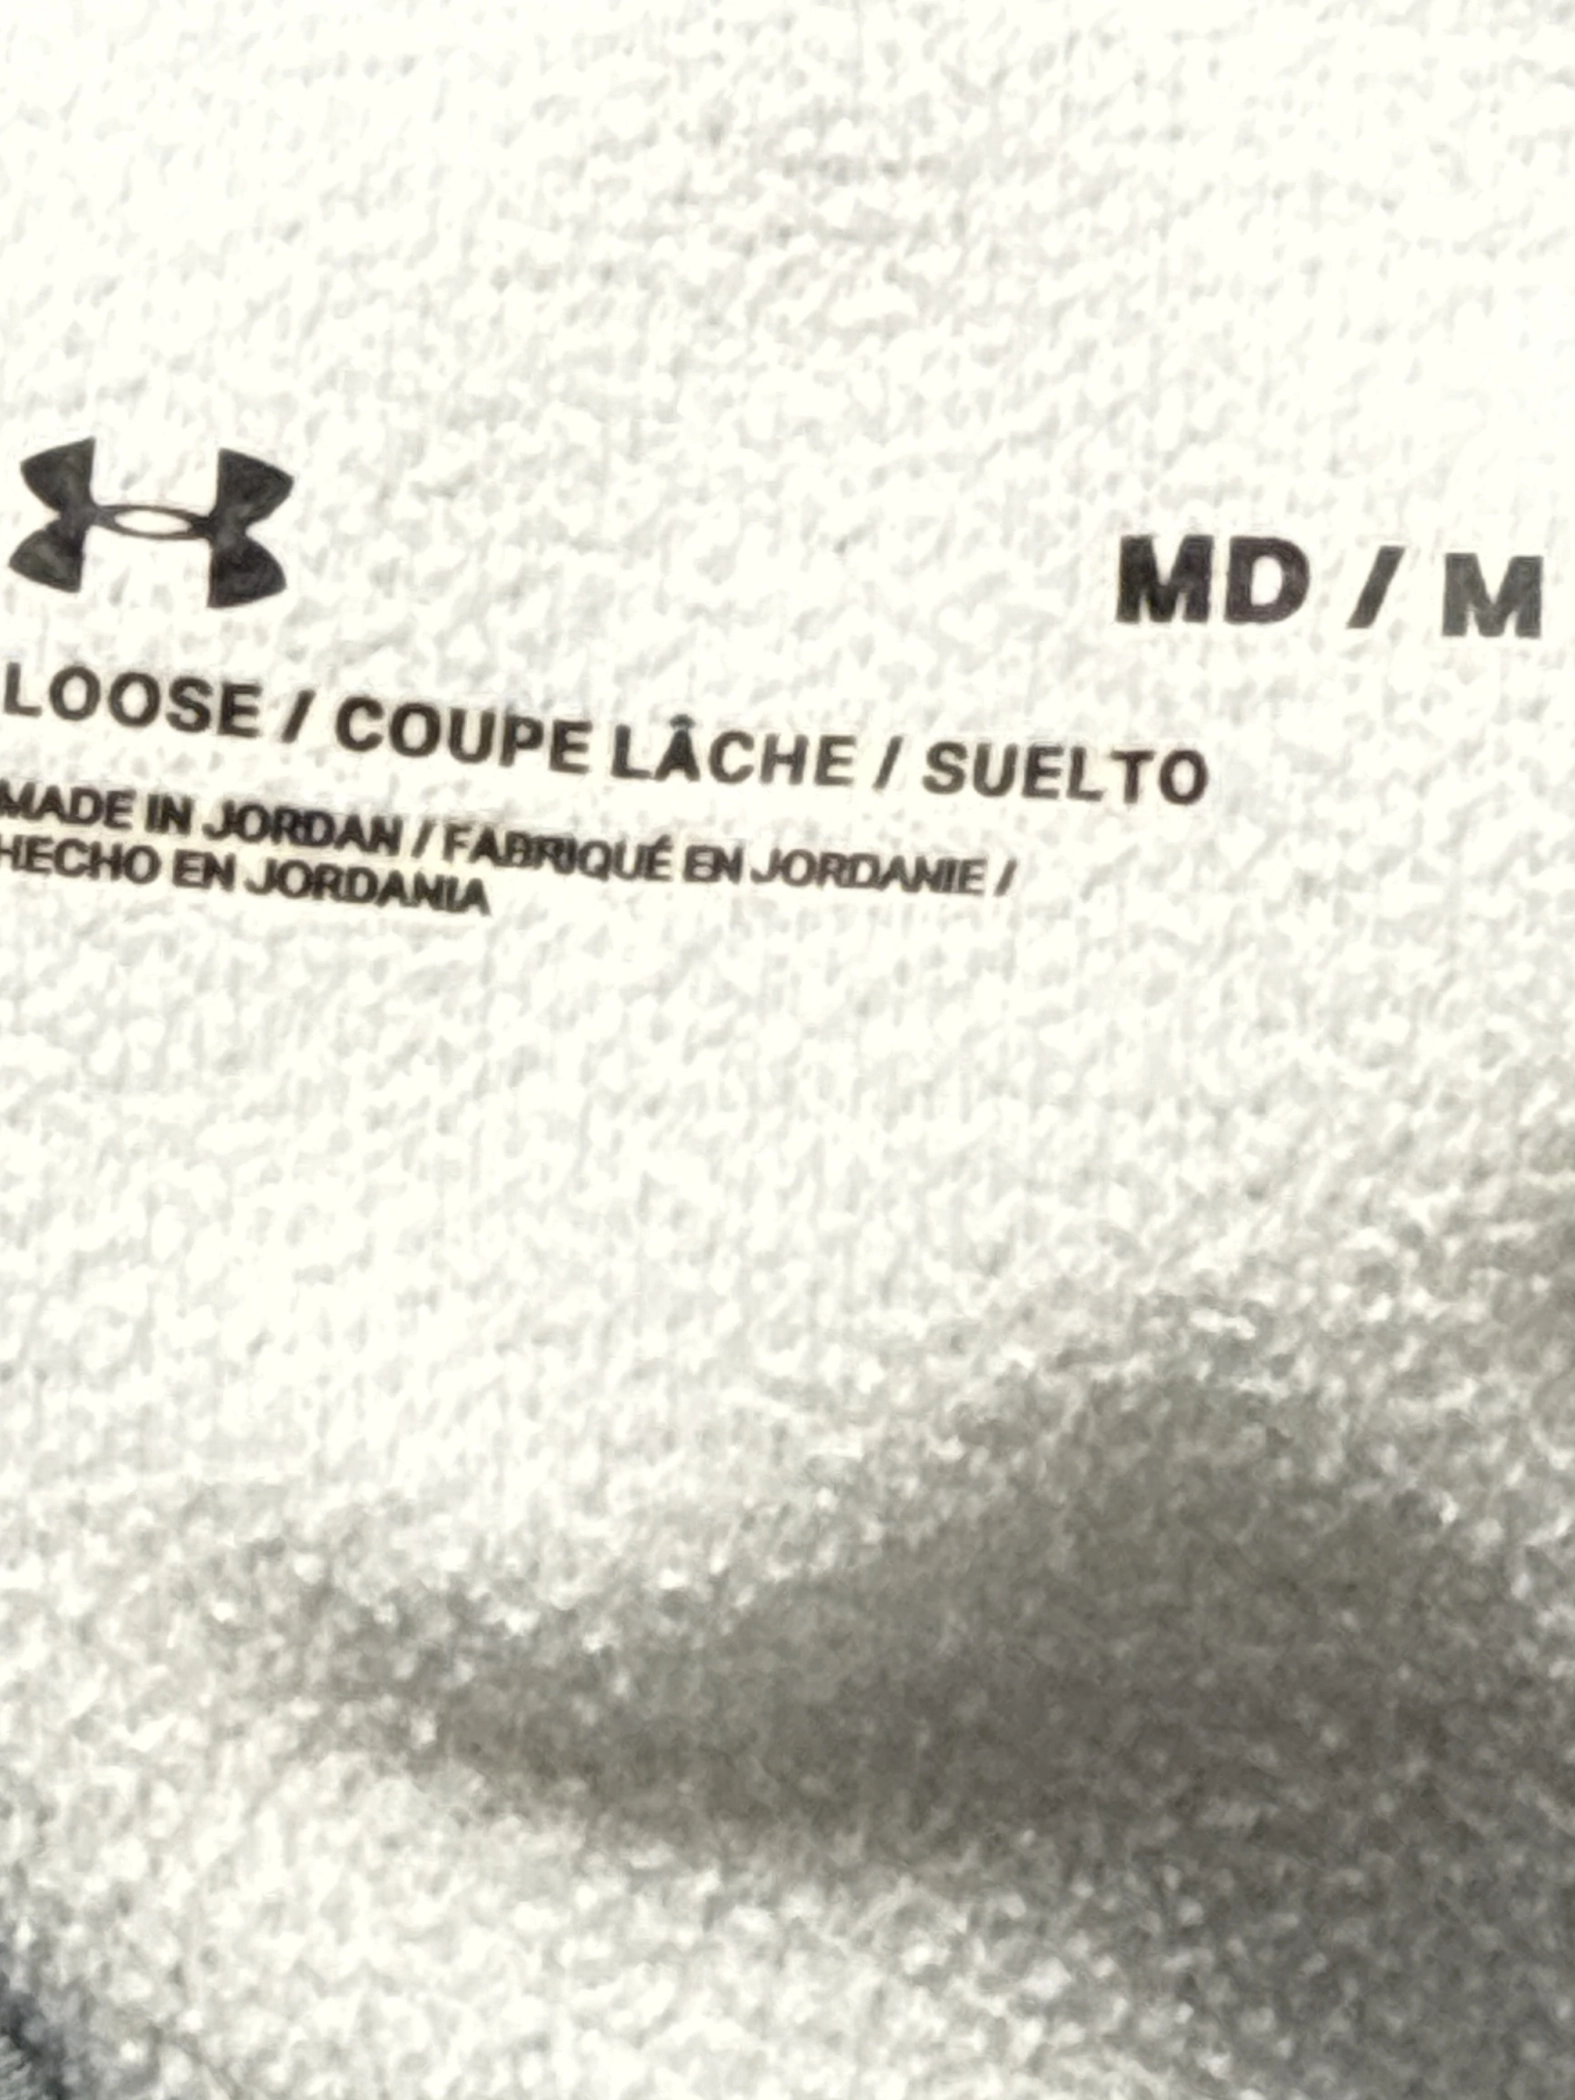 MD / M
LOOSE / COUPE LÂCHE / SUELTO
MADE IN JORDAN / FABRIQUÉ EN JORDANIE /
HECHO EN JORDANIA